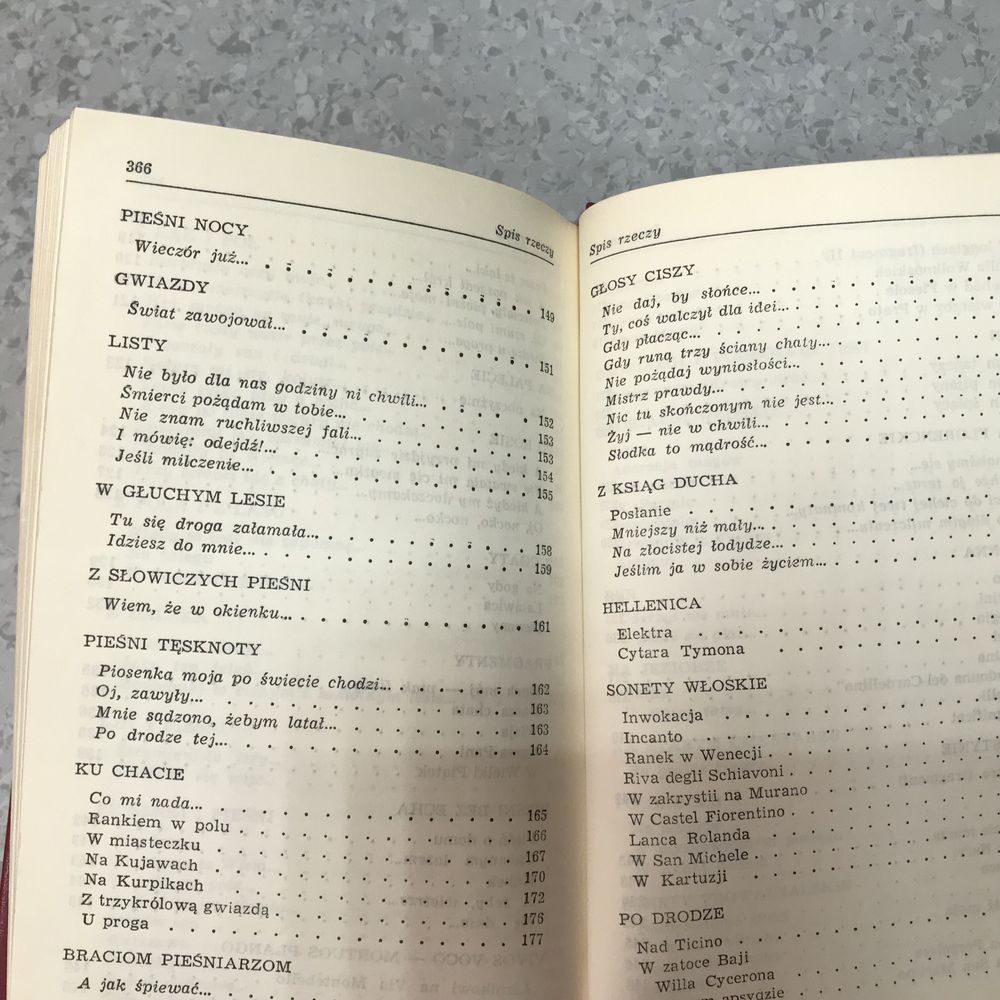 366
Spis rzeczy
PIEŚNI NOCY
Wieczór już... 149
GWIAZDY
Świat zawojował... 151
LISTY
Nie było dla nas godziny ni chwili... 152
Śmierci pożądam w tobie... 153
Nie znam ruchliwszej fali... 153
I mówię: odejdź!... 154
Jeśli milczenie... 155
W GŁUCHYM LESIE
Tu się droga załamała... 158
Idziesz do mnie... 159
Z SŁOWICZYCH PIEŚNI
Wiem, że w okienku... 161
PIEŚNI TĘSKNOTY
Piosenka moja po świecie chodzi... 162
Oj, zawyły... 163
Mnie sądzono, żebym latał... 163
Po drodze tej... 164
KU CHACIE
Co mi nada... 165
Rankiem w polu 166
W miasteczku 167
Na Kujawach 170
Na Kurpikach 172
Z trzykrólową gwiazdą 176
U proga 177
BRACIOM PIEŚNIARZOM
A jak śpiewać...
Spis rzeczy
GŁOSY CISZY
Nie daj, by słońce...
Ty, coś walczył dla idei...
Gdy płacząc...
Gdy runą trzy ściany chaty...
Nie pożądaj wyniosłości...
Mistrz prawdy...
Nic tu skończonym nie jest...
Żyj — nie w chwili...
Słodka to mądrość...
Z KSIĄG DUCHA
Posłanie
Mniejszy niż mały...
Na złocistej łodydze...
Jeślim ja w sobie życiem...
HELLENICA
Elektra
Cytara Tymona
SONETY WŁOSKIE
Inwokacja
Incanto
Ranek w Wenecji
Riva degli Schiavoni
W zakrystii na Murano
W Castel Fiorentino
Lanca Rolanda
W San Michele
W Kartuzji
PO DRODZE
Nad Ticino
W zatoce Baji
Willa Cycerona
apsydzie